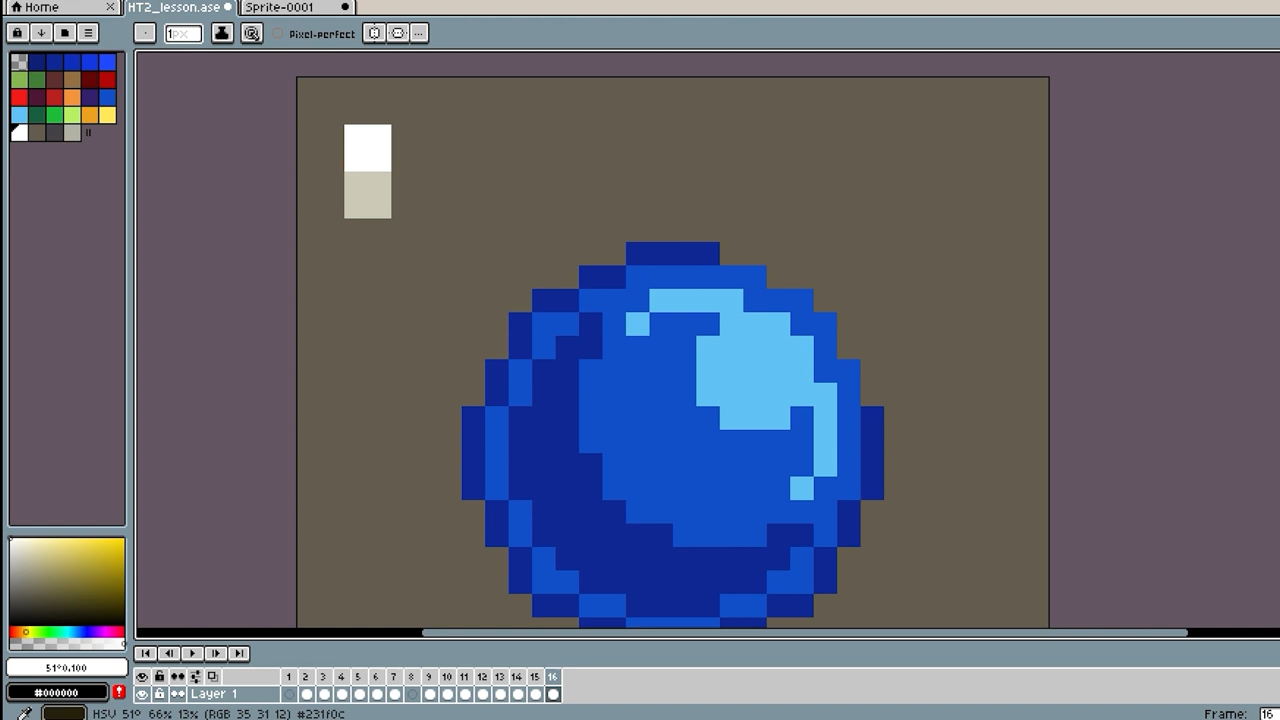 Home
HT2_lesson.ase
Sprite-0001
1px
Pixel-perfect
51°0.100
#000000
1 2 3 4 5 6 7 8 9 10 11 12 13 14 15 16
Layer 1
HSV 51° 66% 13% (RGB 35 31 12) #231f0c
Frame: 16